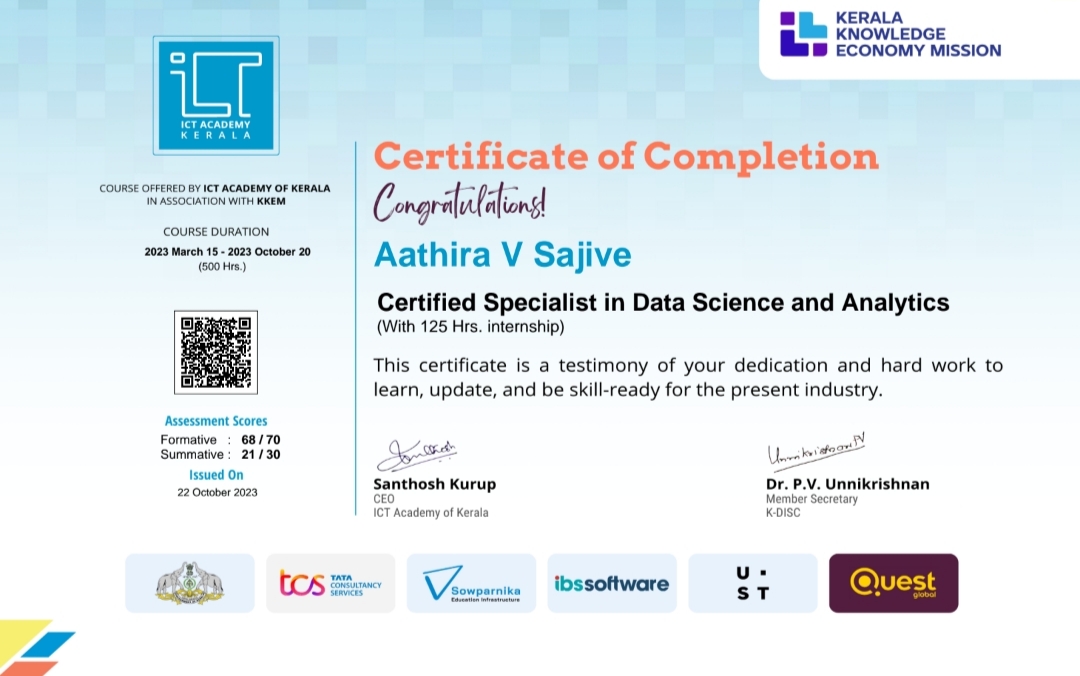 KERALA
KNOWLEDGE
ECONOMY MISSION
iCT
ICT ACADEMY
KERALA
COURSE OFFERED BY ICT ACADEMY OF KERALA
IN ASSOCIATION WITH KKEM
COURSE DURATION
2023 March 15 - 2023 October 20
(500 Hrs.)
Assessment Scores
Formative : 68 / 70
Summative : 21 / 30
Issued On
22 October 2023
Certificate of Completion
Congratulations!
Aathira V Sajive
Certified Specialist in Data Science and Analytics
(With 125 Hrs. internship)
This certificate is a testimony of your dedication and hard work to
learn, update, and be skill-ready for the present industry.
Santhosh
Santhosh Kurup
CEO
ICT Academy of Kerala
Unnikrishnan PV
Dr. P.V. Unnikrishnan
Member Secretary
K-DISC
tcs TATA
CONSULTANCY
SERVICES
Sowparnika
Education Infrastructure
ibssoftware
U .
S T
Quest
global